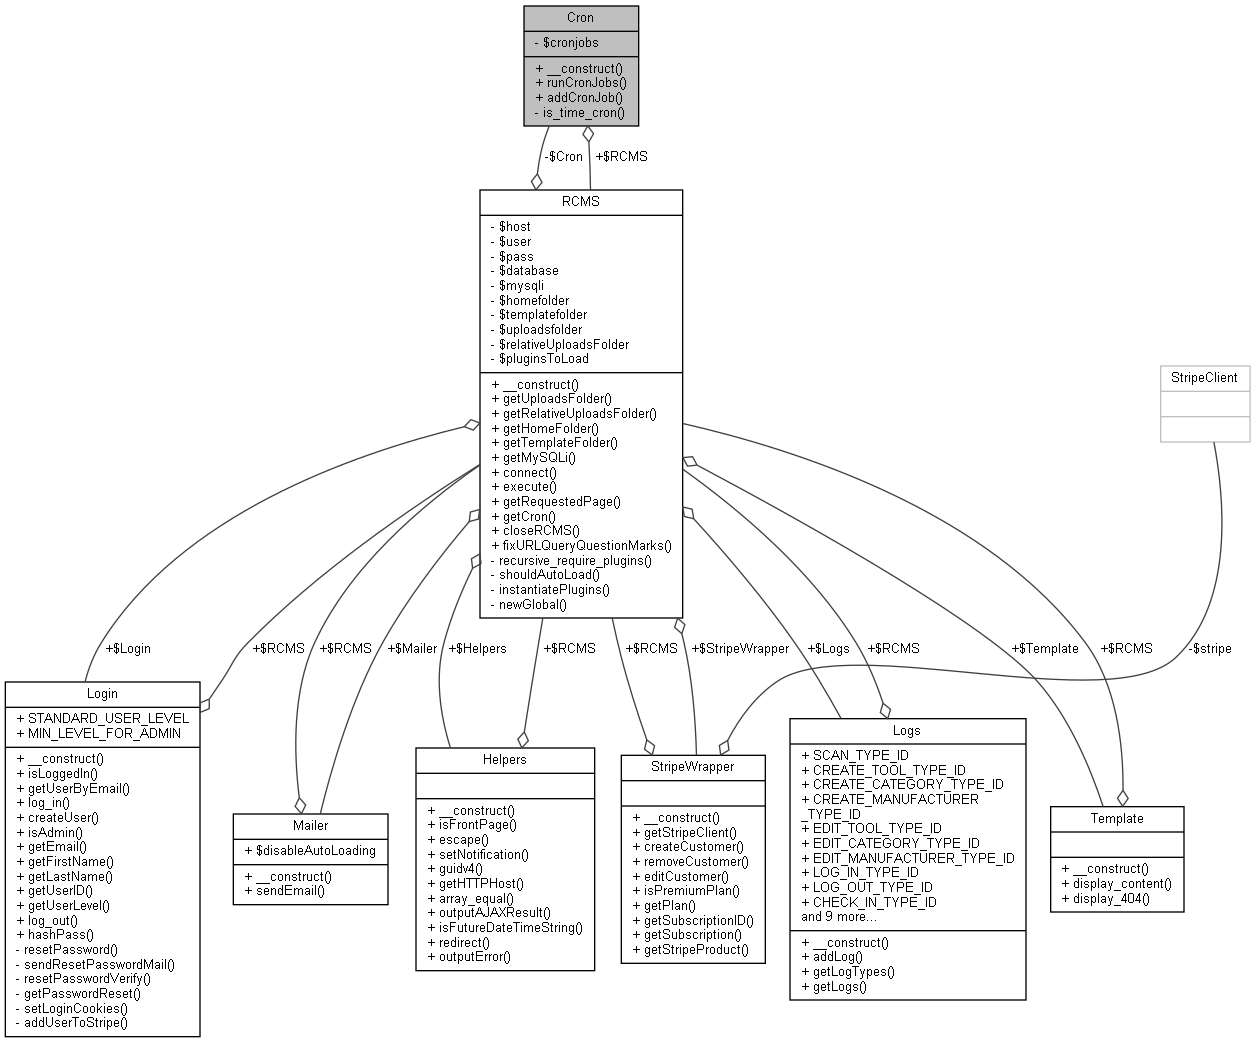 Cron
- $cronjobs
+ __construct()
+ runCronJobs()
+ addCronJob()
- is_time_cron()
-$Cron
+$RCMS
RCMS
- $host
- $user
- $pass
- $database
- $mysqli
- $homefolder
- $templatefolder
- $uploadsfolder
- $relativeUploadsFolder
- $pluginsToLoad
+ __construct()
+ getUploadsFolder()
+ getRelativeUploadsFolder()
+ getHomeFolder()
+ getTemplateFolder()
+ getMySQLi()
+ connect()
+ execute()
+ getRequestedPage()
+ getCron()
+ closeRCMS()
+ fixURLQueryQuestionMarks()
- recursive_require_plugins()
- shouldAutoLoad()
- instantiatePlugins()
- newGlobal()
StripeClient
+$Login
+$RCMS
+$RCMS
+$Mailer
+$Helpers
+$RCMS
+$RCMS
+$StripeWrapper
+$Logs
+$RCMS
+$Template
+$RCMS
-$stripe
Login
+ STANDARD_USER_LEVEL
+ MIN_LEVEL_FOR_ADMIN
+ __construct()
+ isLoggedIn()
+ getUserByEmail()
+ log_in()
+ createUser()
+ isAdmin()
+ getEmail()
+ getFirstName()
+ getLastName()
+ getUserID()
+ getUserLevel()
+ log_out()
+ hashPass()
- resetPassword()
- sendResetPasswordMail()
- resetPasswordVerify()
- getPasswordReset()
- setLoginCookies()
- addUserToStripe()
Mailer
+ $disableAutoLoading
+ __construct()
+ sendEmail()
Helpers
+ __construct()
+ isFrontPage()
+ escape()
+ setNotification()
+ guidv4()
+ getHTTPHost()
+ array_equal()
+ outputAJAXResult()
+ isFutureDateTimeString()
+ redirect()
+ outputError()
StripeWrapper
+ __construct()
+ getStripeClient()
+ createCustomer()
+ removeCustomer()
+ editCustomer()
+ isPremiumPlan()
+ getPlan()
+ getSubscriptionID()
+ getSubscription()
+ getStripeProduct()
Logs
+ SCAN_TYPE_ID
+ CREATE_TOOL_TYPE_ID
+ CREATE_CATEGORY_TYPE_ID
+ CREATE_MANUFACTURER
_TYPE_ID
+ EDIT_TOOL_TYPE_ID
+ EDIT_CATEGORY_TYPE_ID
+ EDIT_MANUFACTURER_TYPE_ID
+ LOG_IN_TYPE_ID
+ LOG_OUT_TYPE_ID
+ CHECK_IN_TYPE_ID
and 9 more...
+ __construct()
+ addLog()
+ getLogTypes()
+ getLogs()
Template
+ __construct()
+ display_content()
+ display_404()